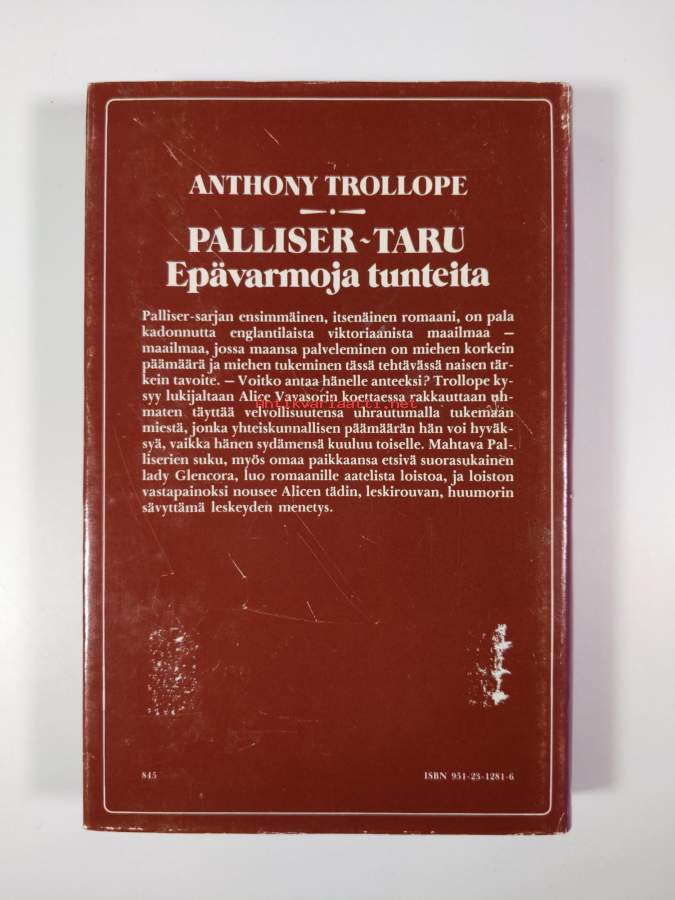 ANTHONY TROLLOPE
PALLISER~TARU
Epävarmoja tunteita
Palliser-sarjan ensimmäinen, itsenäinen romaani, on pala
kadonnutta englantilaista viktoriaanista maailmaa –
maailmaa, jossa maansa palveleminen on miehen korkein
päämäärä ja miehen tukeminen tässä tehtävässä naisen tär-
kein tavoite. – Voitko antaa hänelle anteeksi? Trollope ky-
syy lukijaltaan Alice Vavasorin koettaessa rakkauttaan uh-
antikvariaatti.net
maten täyttää velvollisuutensa uhrautumalla tukemaan
miestä, jonka yhteiskunnallisen päämäärän hän voi hyväk-
syä, vaikka hänen sydämensä kuuluu toiselle. Mahtava Pal-
liserien suku, myös omaa paikkaansa etsivä suorasukainen
lady Glencora, luo romaanille aatelista loistoa, ja loiston
vastapainoksi nousee Alicen tädin, leskirouvan, huumorin
sävyttämä leskeyden menetys.
845
ISBN 951-23-1281-6